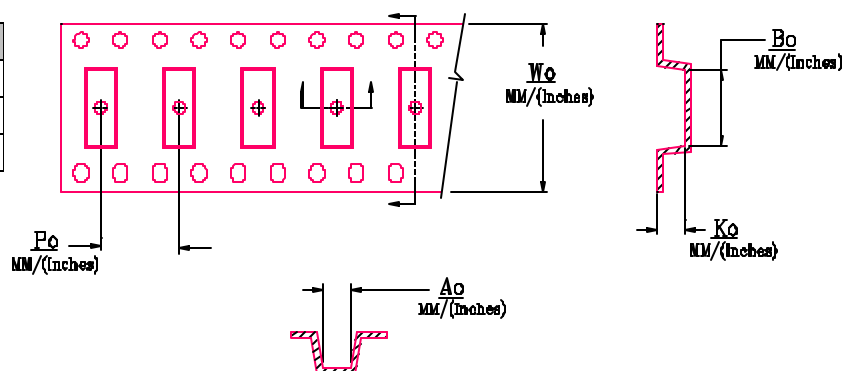 Wo
MM/(Inches)
Bo
MM/(Inches)
Po
MM/(Inches)
Ko
MM/(Inches)
Ao
MM/(Inches)